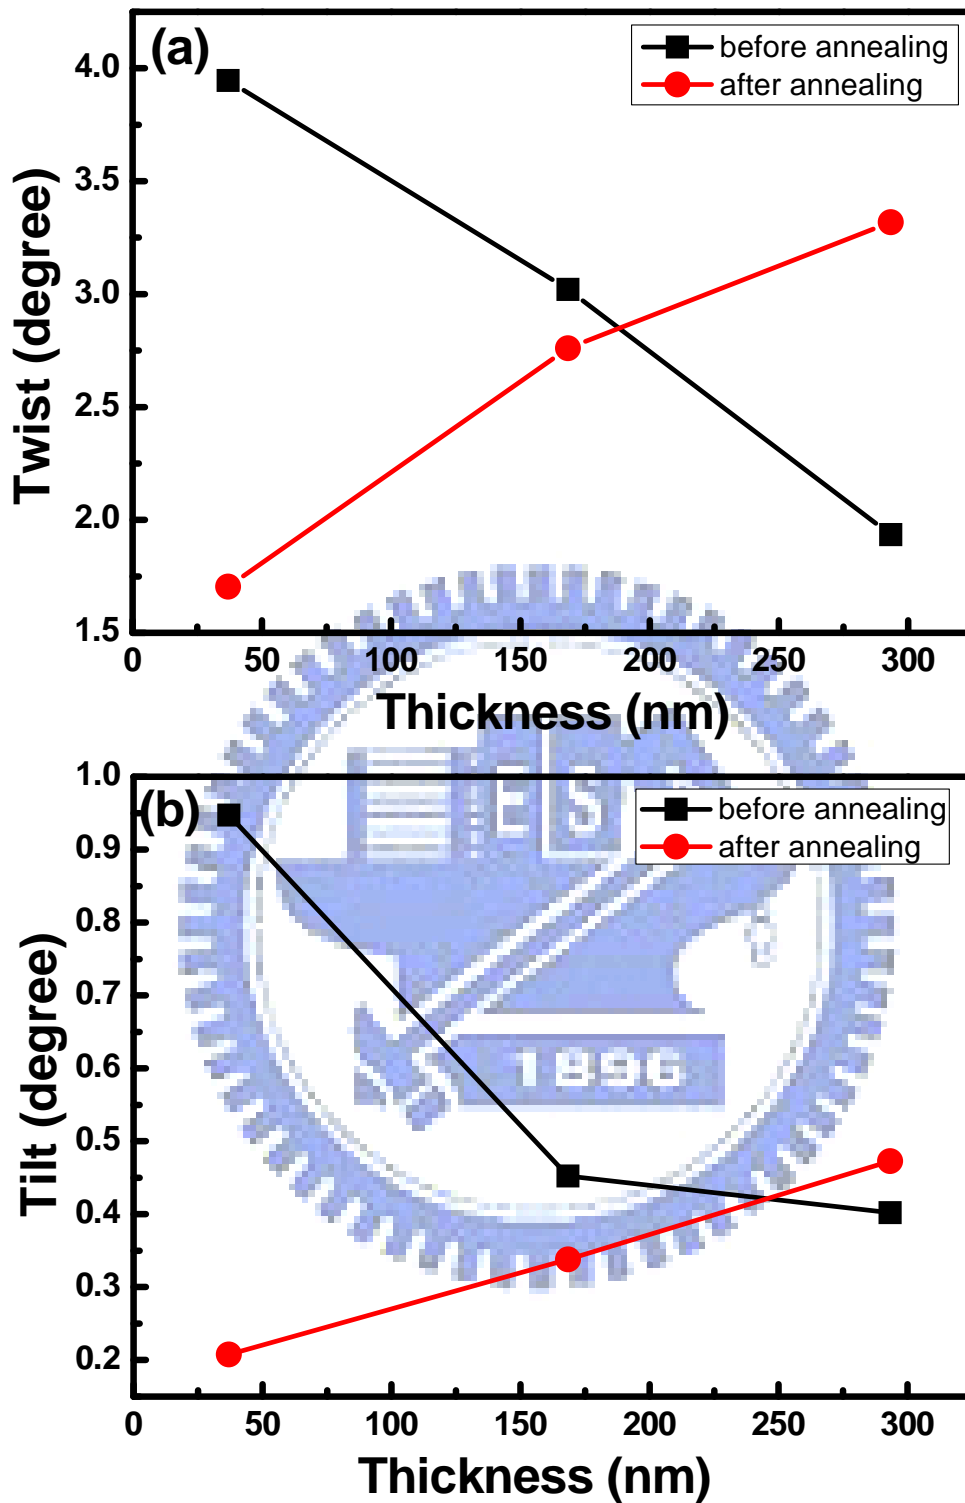 (a)
before annealing
after annealing
Twist (degree)
4.0
3.5
3.0
2.5
2.0
1.5
0 50 100 150 200 250 300
Thickness (nm)
(b)
before annealing
after annealing
Tilt (degree)
1.0
0.9
0.8
0.7
0.6
0.5
0.4
0.3
0.2
0 50 100 150 200 250 300
Thickness (nm)
E S
1896